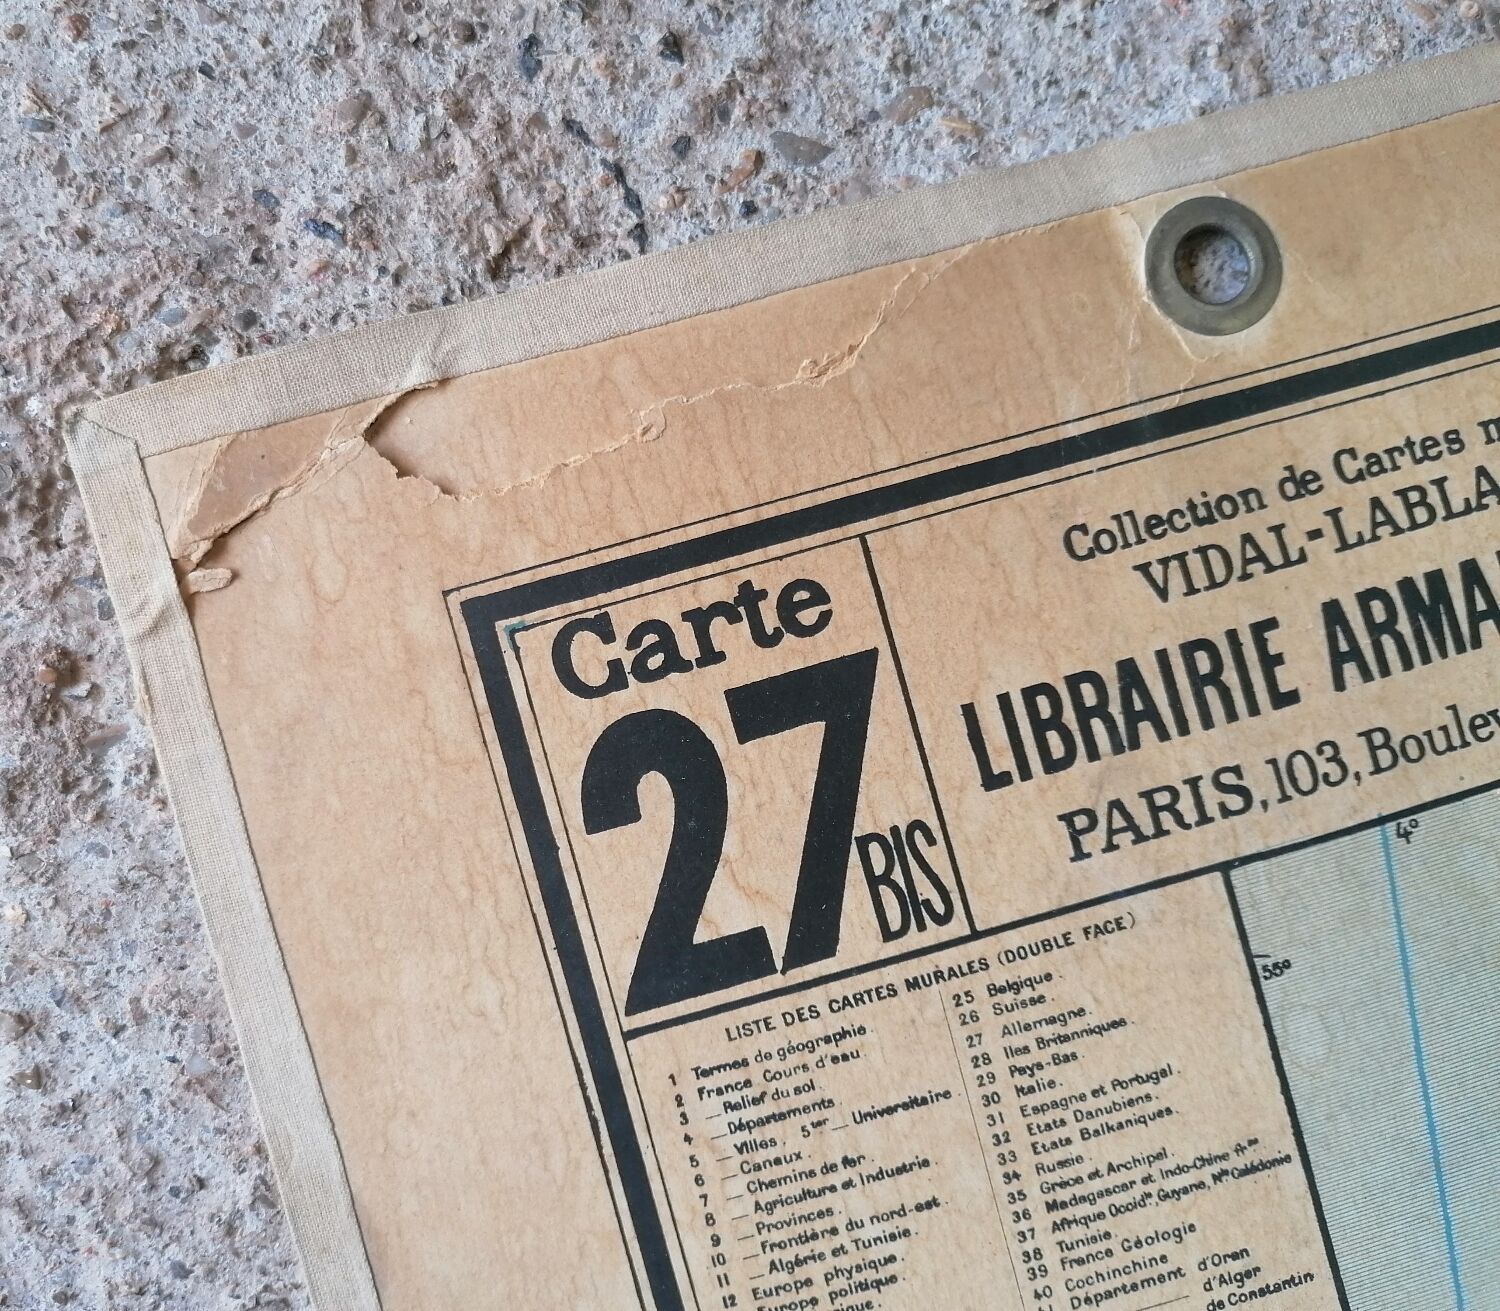 Carte
27 BIS
Collection de Cartes
VIDAL-LABLA
LIBRAIRIE ARMA
PARIS, 103, Boulev
4º
55º
LISTE DES CARTES MURALES (DOUBLE FACE)
1 Termes de géographie.
2 France Cours d'eau.
3 — Relief du sol.
4 — Départements.
5 — Villes. 5ter — Universitaire
6 — Canaux.
7 — Chemins de fer.
8 — Agriculture et Industrie.
9 — Provinces.
10 — Frontière du nord-est.
11 — Algérie et Tunisie.
12 Europe physique.
Europe politique.
25 Belgique.
26 Suisse.
27 Allemagne.
28 Iles Britanniques.
29 Pays-Bas.
30 Italie.
31 Espagne et Portugal.
32 Etats Danubiens.
33 Etats Balkaniques.
34 Russie.
35 Grèce et Archipel.
36 Madagascar et Indo-Chine frse
37 Afrique Occidle, Guyane, Nlle Calédonie
38 Tunisie.
39 France Géologie
40 Cochinchine
41 Département d'Oran
d'Alger
de Constantin